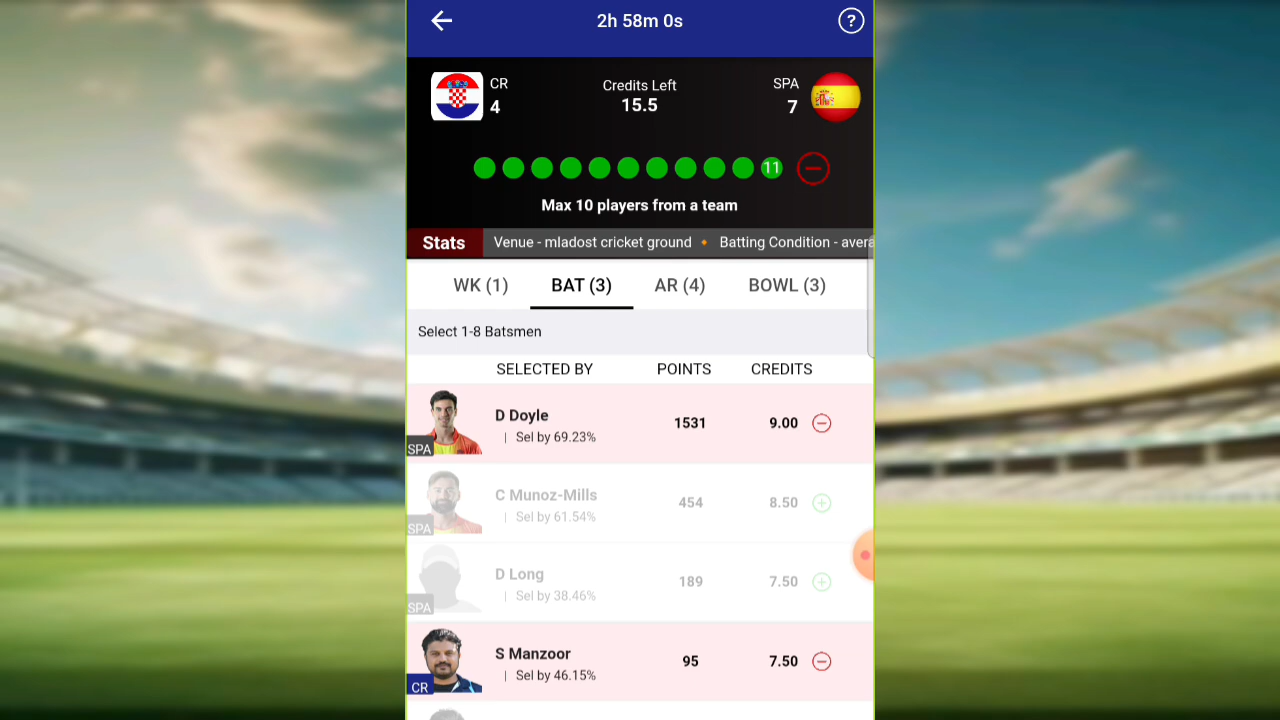 2h 58m 0s
?
CR
4
Credits Left
15.5
SPA
7
11
Max 10 players from a team
Stats Venue - mladost cricket ground Batting Condition - avera
WK (1) BAT (3) AR (4) BOWL (3)
Select 1-8 Batsmen
SELECTED BY POINTS CREDITS
D Doyle
| Sel by 69.23%
1531 9.00
SPA
C Munoz-Mills
| Sel by 61.54%
454 8.50
SPA
D Long
| Sel by 38.46%
189 7.50
SPA
S Manzoor
| Sel by 46.15%
95 7.50
CR